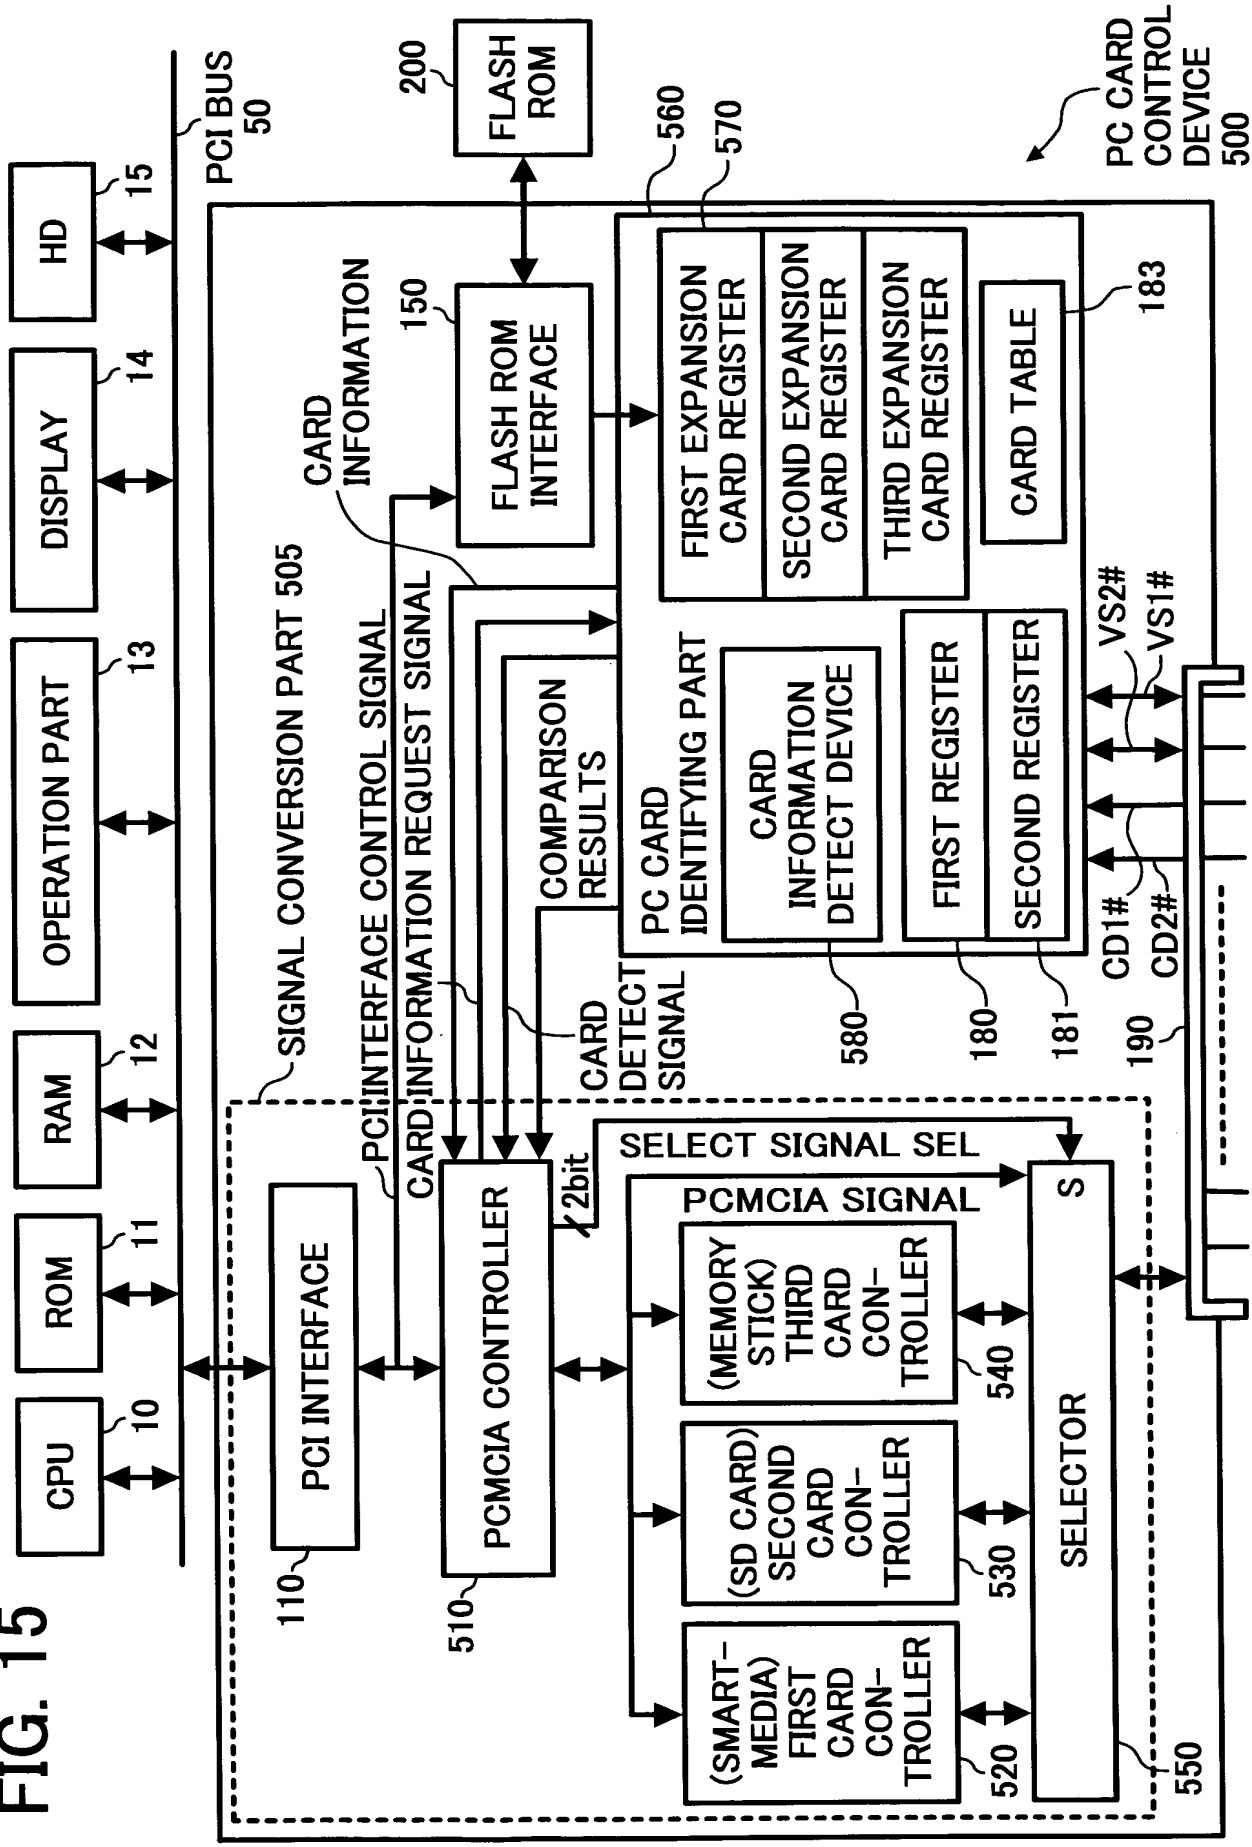 FIG. 15
CPU
10
ROM
11
RAM
12
OPERATION PART
13
DISPLAY
14
HD
15
PCI BUS
50
SIGNAL CONVERSION PART 505
PCI INTERFACE
110
PCI INTERFACE CONTROL SIGNAL
CARD INFORMATION REQUEST SIGNAL
CARD
INFORMATION
PCMCIA CONTROLLER
510
FLASH ROM
INTERFACE
150
FLASH
ROM
200
COMPARISON
RESULTS
CARD
DETECT
SIGNAL
2bit
SELECT SIGNAL SEL
PCMCIA SIGNAL
(SMART-
MEDIA)
FIRST
CARD
CON-
TROLLER
520
(SD CARD)
SECOND
CARD
CON-
TROLLER
530
(MEMORY
STICK)
THIRD
CARD
CON-
TROLLER
540
SELECTOR
S
550
PC CARD
IDENTIFYING PART
560
CARD
INFORMATION
DETECT DEVICE
580
FIRST REGISTER
180
SECOND REGISTER
181
FIRST EXPANSION
CARD REGISTER
SECOND EXPANSION
CARD REGISTER
THIRD EXPANSION
CARD REGISTER
570
CARD TABLE
183
CD1#
CD2#
VS2#
VS1#
190
PC CARD
CONTROL
DEVICE
500